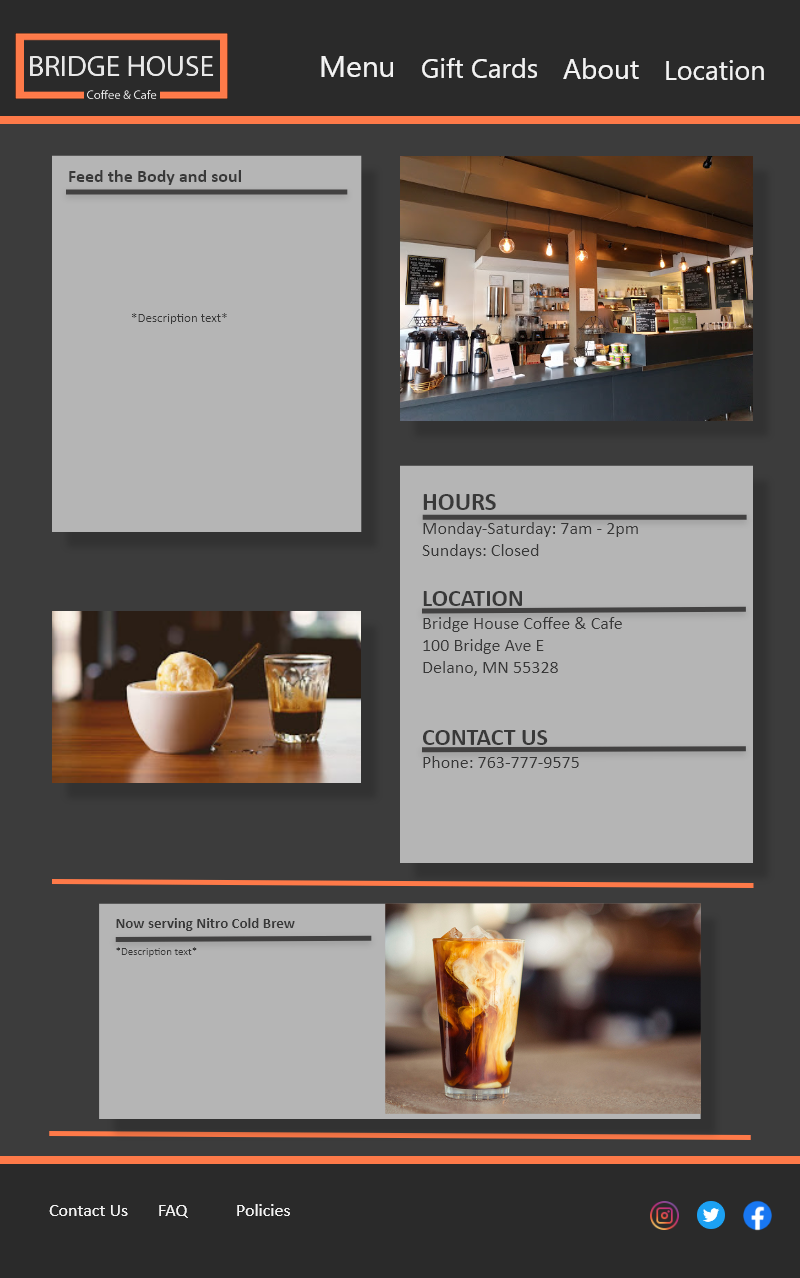 BRIDGE HOUSE
Coffee & Cafe
Menu Gift Cards About Location
Feed the Body and soul
*Description text*
HOURS
Monday-Saturday: 7am - 2pm
Sundays: Closed
LOCATION
Bridge House Coffee & Cafe
100 Bridge Ave E
Delano, MN 55328
CONTACT US
Phone: 763-777-9575
Now serving Nitro Cold Brew
*Description text*
Contact Us FAQ Policies